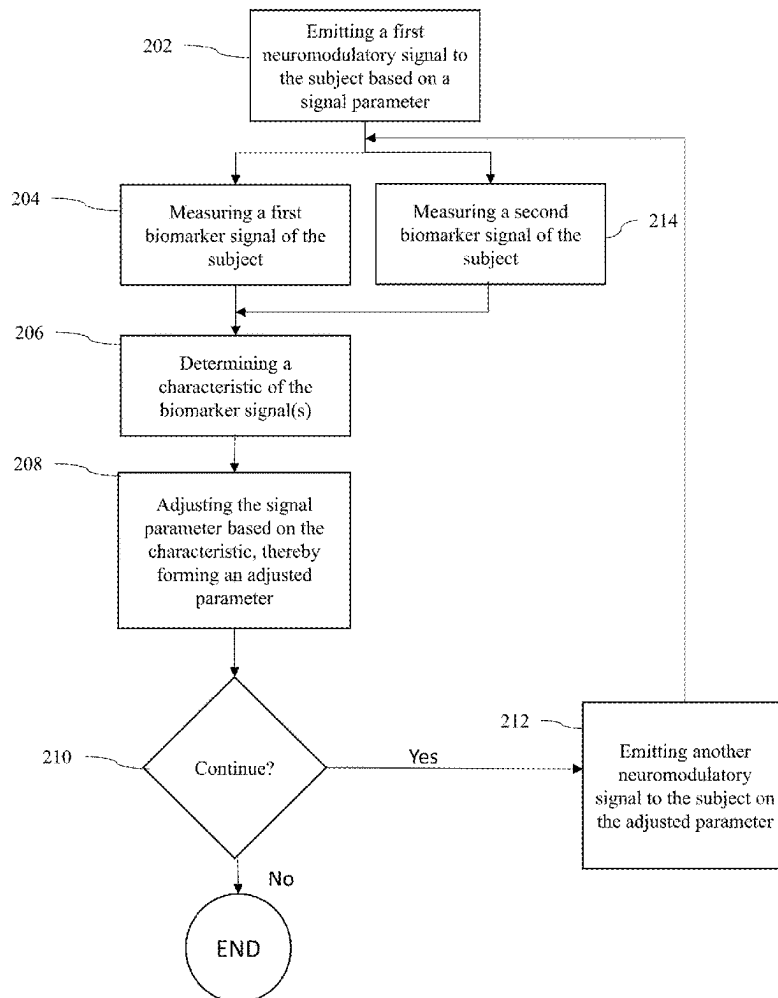 202
Emitting a first
neuromodulatory signal to
the subject based on a
signal parameter
204
Measuring a first
biomarker signal of the
subject
Measuring a second
biomarker signal of the
subject
214
206
Determining a
characteristic of the
biomarker signal(s)
208
Adjusting the signal
parameter based on the
characteristic, thereby
forming an adjusted
parameter
210
Continue?
Yes
212
Emitting another
neuromodulatory
signal to the subject on
the adjusted parameter
No
END